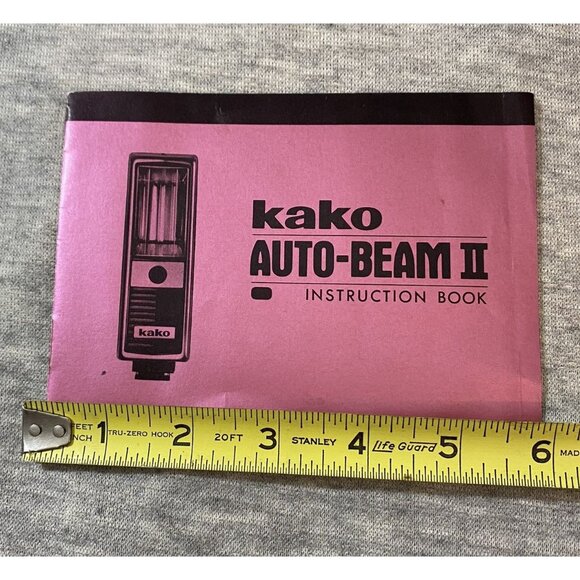 kako
AUTO-BEAM II
INSTRUCTION BOOK
kako
FEET 1 TRU-ZERO HOOK 2 20FT 3 STANLEY 4 Life Guard 5 6 MAD
INCH